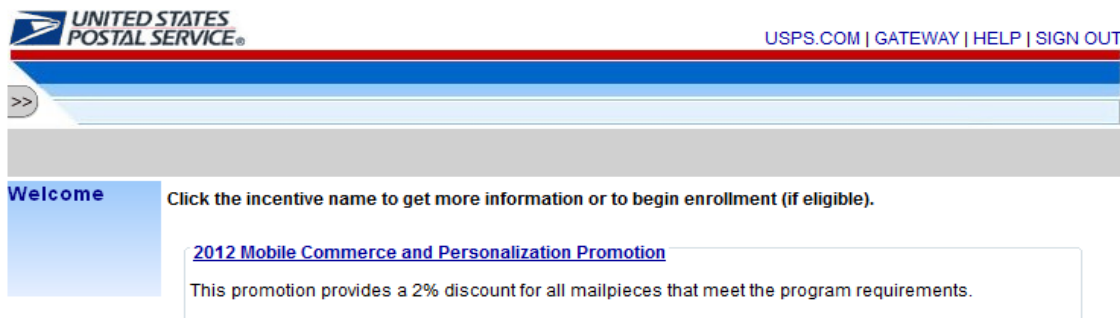 UNITED STATES
POSTAL SERVICE®
USPS.COM | GATEWAY | HELP | SIGN OUT
>>
Welcome
Click the incentive name to get more information or to begin enrollment (if eligible).
2012 Mobile Commerce and Personalization Promotion
This promotion provides a 2% discount for all mailpieces that meet the program requirements.